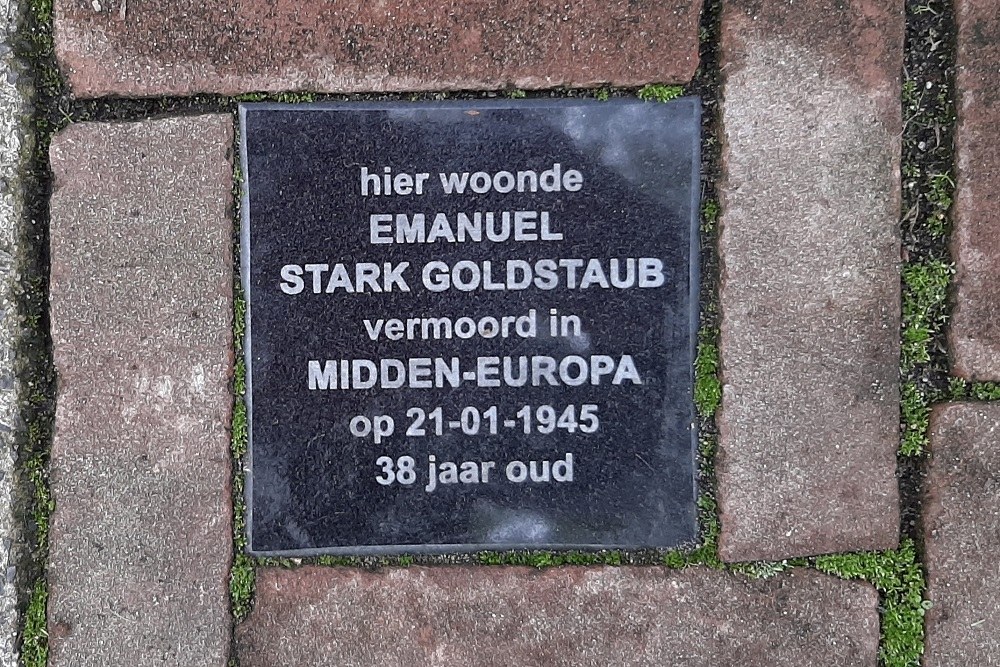 hier woonde
EMANUEL
STARK GOLDSTAUB
vermoord in
MIDDEN-EUROPA
op 21-01-1945
38 jaar oud